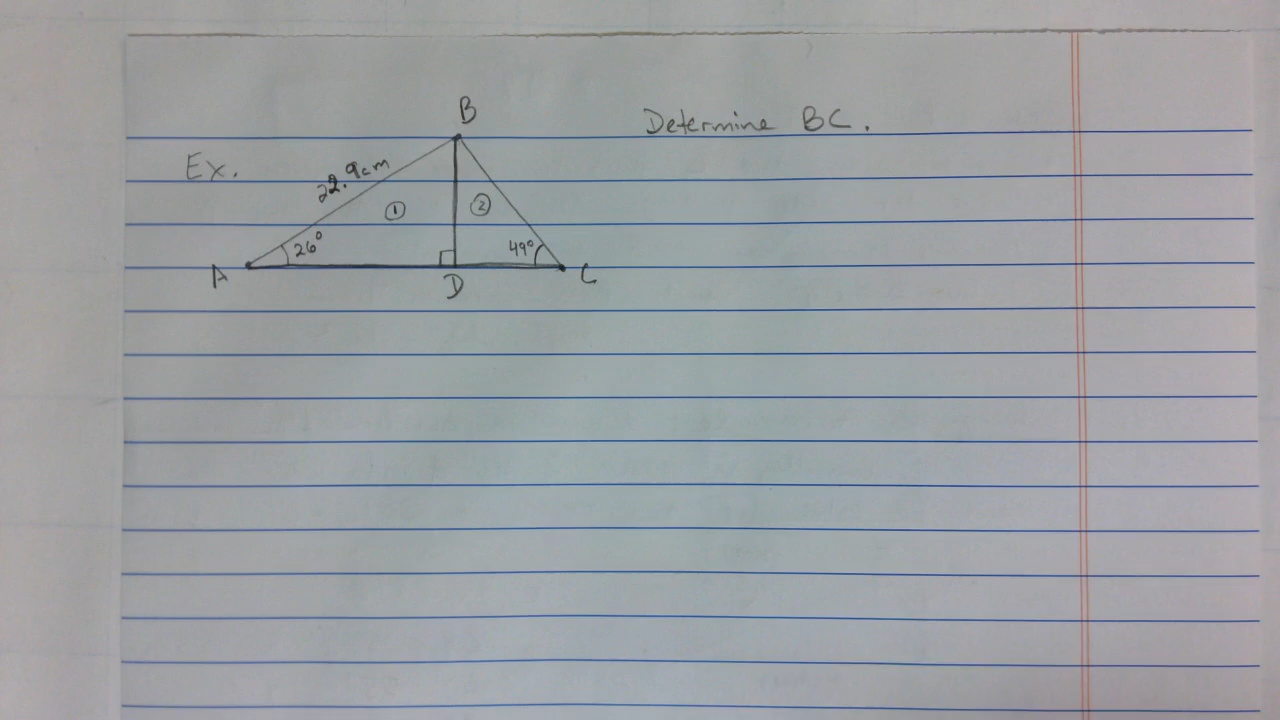 B
Determine BC.
Ex.
22.9cm
① ②
26° 49°
A D C